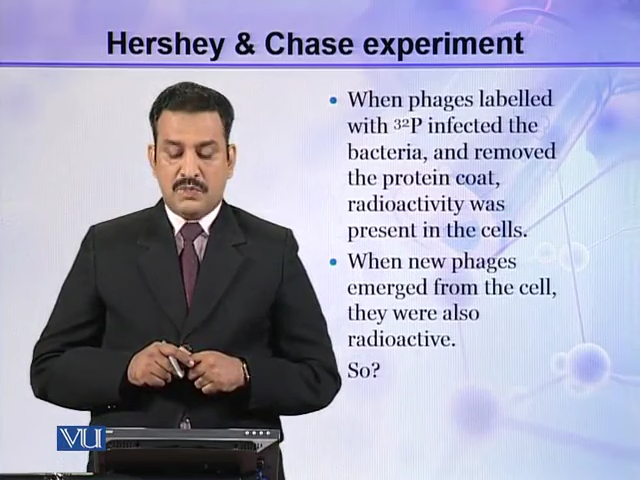 Hershey & Chase experiment
• When phages labelled
with ³²P infected the
bacteria, and removed
the protein coat,
radioactivity was
present in the cells.
• When new phages
emerged from the cell,
they were also
radioactive.
So?
VU